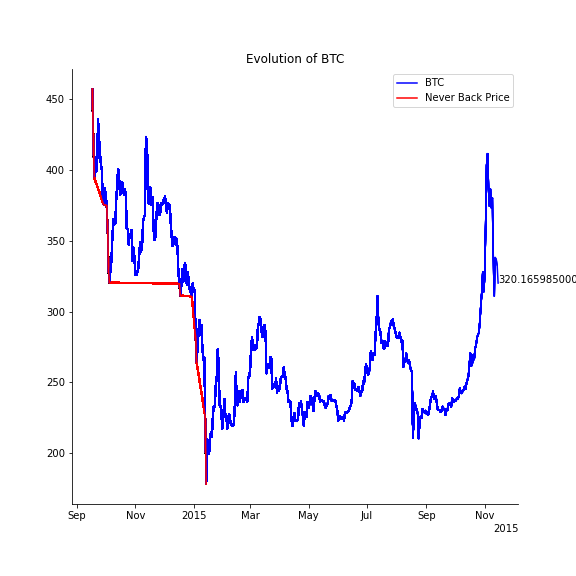 Evolution of BTC
BTC
Never Back Price
450
400
350
300
250
200
320.165985000
Sep
Nov
2015
Mar
May
Jul
Sep
Nov
2015